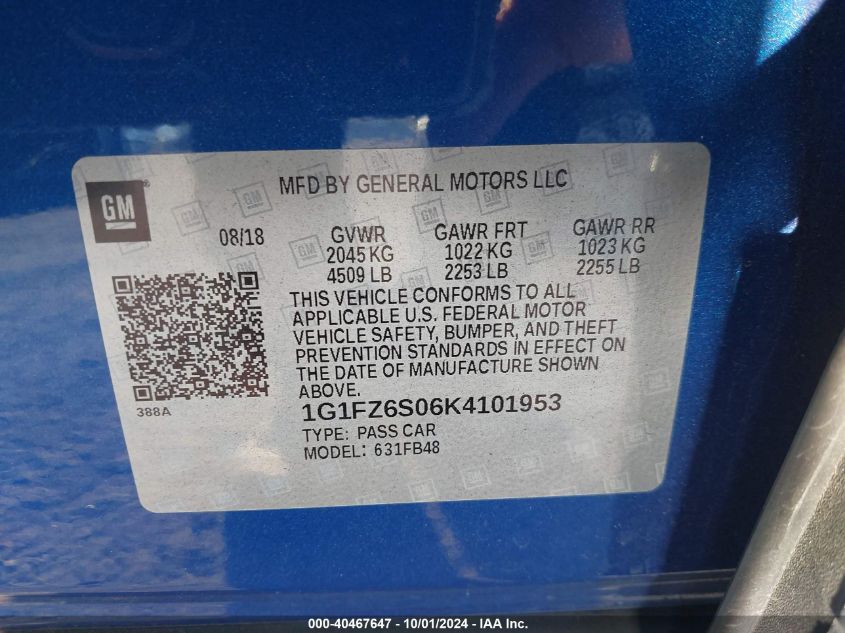 GM
MFD BY GENERAL MOTORS LLC
08/18 GVWR GAWR FRT GAWR RR
2045 KG 1022 KG 1023 KG
4509 LB 2253 LB 2255 LB
THIS VEHICLE CONFORMS TO ALL
APPLICABLE U.S. FEDERAL MOTOR
VEHICLE SAFETY, BUMPER, AND THEFT
PREVENTION STANDARDS IN EFFECT ON
THE DATE OF MANUFACTURE SHOWN
ABOVE.
388A
1G1FZ6S06K4101953
TYPE: PASS CAR
MODEL: 631FB48
000-40467647 - 10/01/2024 - © IAA, Inc.